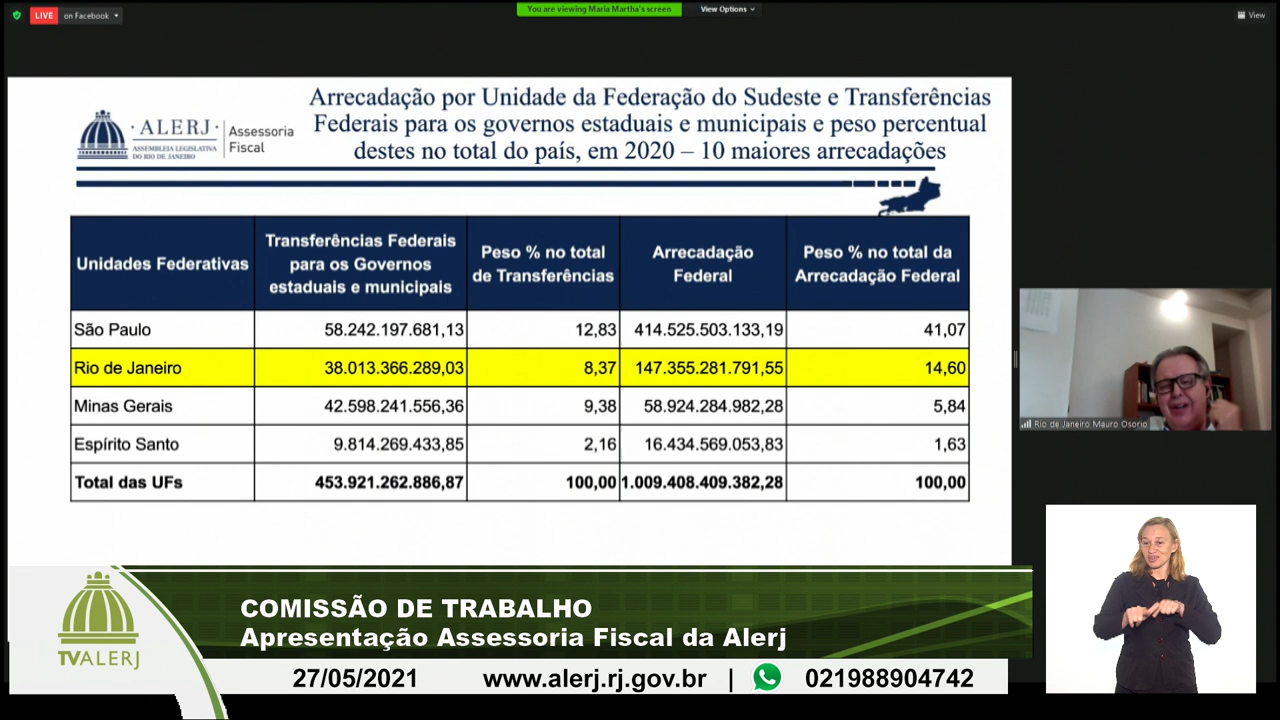 LIVE
on Facebook
You are viewing Maria Martha's screen
View Options
View
Arrecadação por Unidade da Federação do Sudeste e Transferências
Federais para os governos estaduais e municipais e peso percentual
destes no total do país, em 2020 – 10 maiores arrecadações
· ALERJ ·
ASSEMBLEIA LEGISLATIVA
DO RIO DE JANEIRO
Assessoria
Fiscal
Unidades Federativas
Transferências Federais
para os Governos
estaduais e municipais
Peso % no total
de Transferências
Arrecadação
Federal
Peso % no total da
Arrecadação Federal
São Paulo 58.242.197.681,13 12,83 414.525.503.133,19 41,07
Rio de Janeiro 38.013.366.289,03 8,37 147.355.281.791,55 14,60
Minas Gerais 42.598.241.556,36 9,38 58.924.284.982,28 5,84
Espírito Santo 9.814.269.433,85 2,16 16.434.569.053,83 1,63
Total das UFs 453.921.262.886,87 100,00 1.009.408.409.382,28 100,00
Rio de Janeiro Mauro Osorio
TVALERJ
COMISSÃO DE TRABALHO
Apresentação Assessoria Fiscal da Alerj
27/05/2021 www.alerj.rj.gov.br | 021988904742